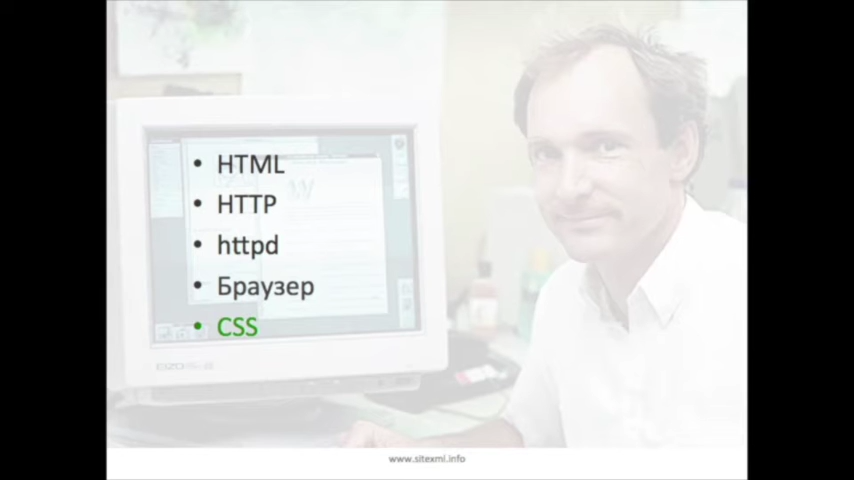 • HTML
• HTTP
• httpd
• Браузер
• CSS
www.sitexml.info